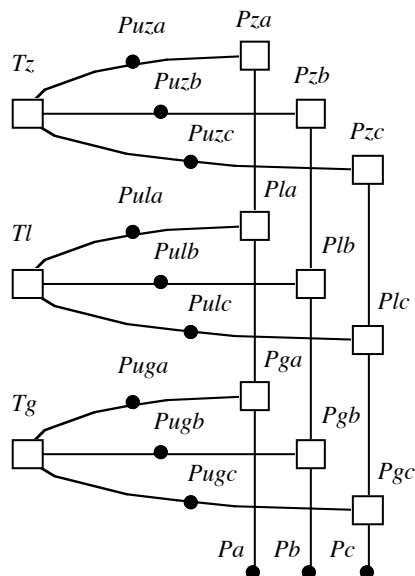 Puza
Pza
Tz
Puzb
Pzb
Puzc
Pzc
Pula
Pla
Tl
Pulb
Plb
Pulc
Plc
Puga
Pga
Tg
Pugb
Pgb
Pugc
Pgc
Pa Pb Pc